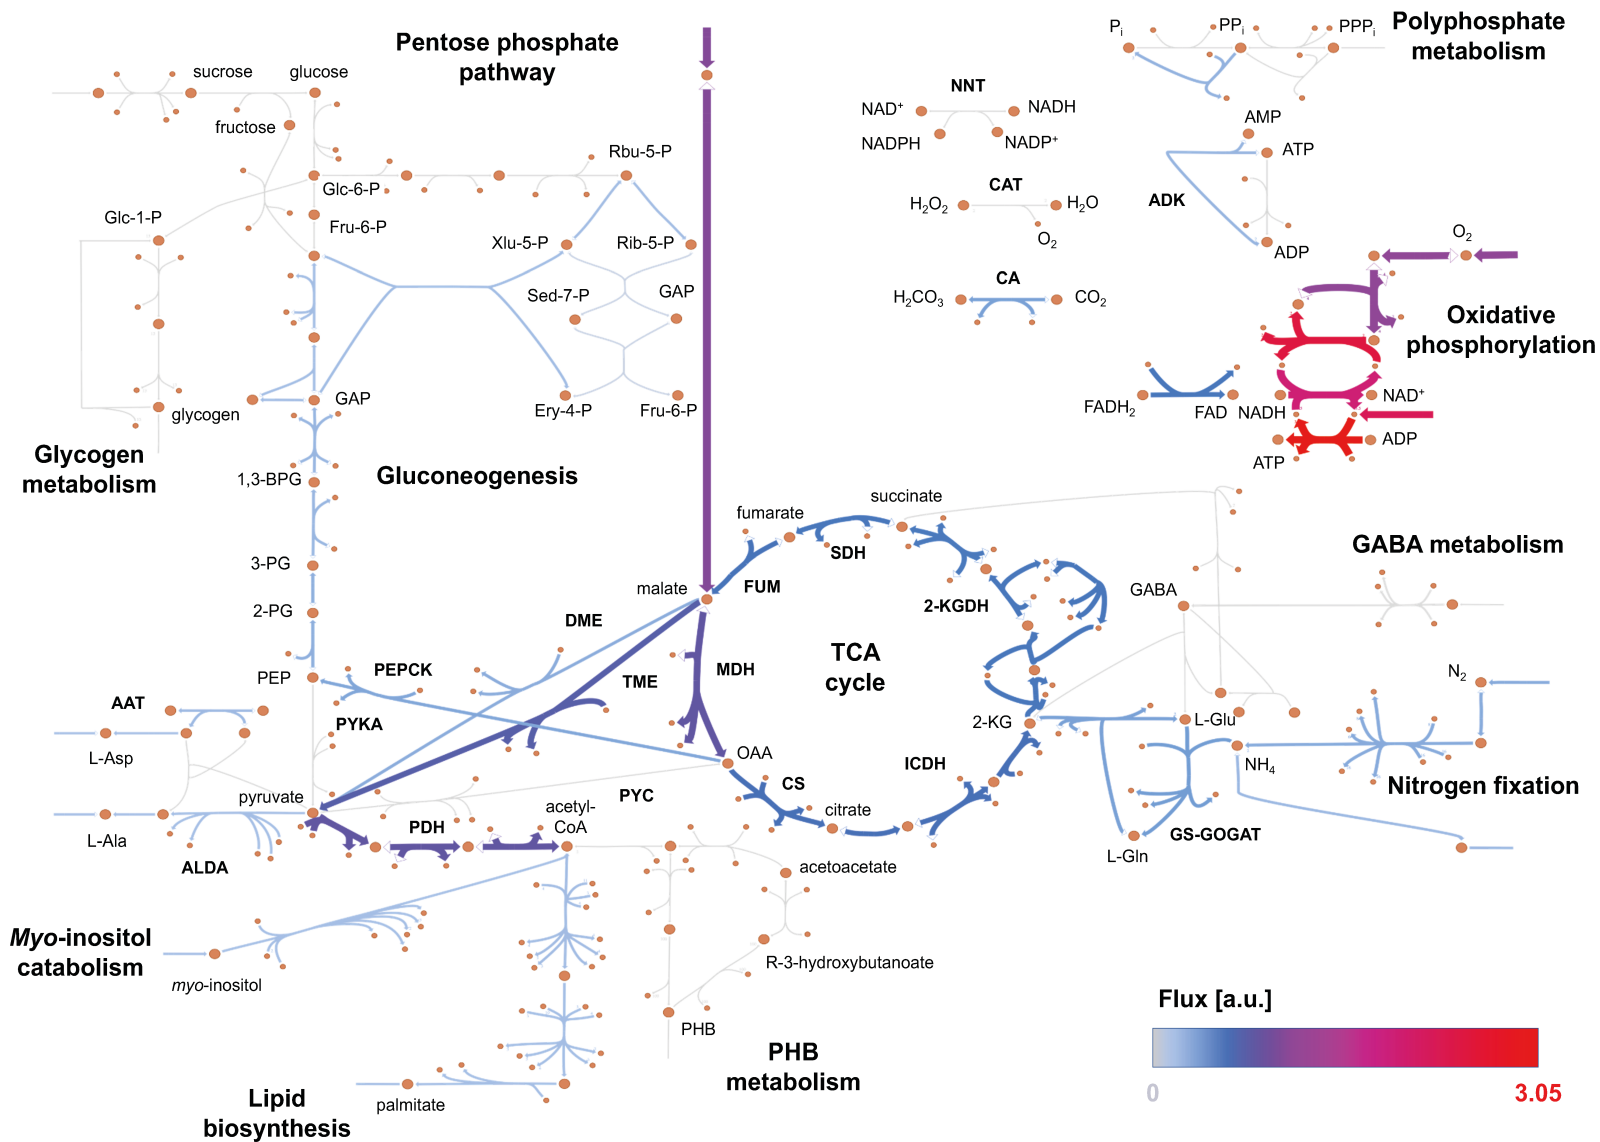 Pentose phosphate
pathway
Polyphosphate
metabolism
P_i
PP_i
PPP_i
sucrose
glucose
fructose
NNT
NAD⁺
NADH
NADPH
NADP⁺
AMP
ATP
ADK
ADP
CAT
H₂O₂
H₂O
O₂
CA
H₂CO₃
CO₂
Rbu-5-P
Glc-6-P
Glc-1-P
Fru-6-P
Xlu-5-P
Rib-5-P
Sed-7-P
GAP
Ery-4-P
Fru-6-P
GAP
glycogen
Glycogen
metabolism
Gluconeogenesis
1,3-BPG
3-PG
2-PG
PEP
O₂
Oxidative
phosphorylation
FADH₂
FAD
NADH
NAD⁺
ADP
ATP
succinate
fumarate
SDH
FUM
malate
2-KGDH
TCA
cycle
GABA metabolism
GABA
DME
TME
MDH
PEPCK
PYKA
AAT
L-Asp
OAA
CS
citrate
ICDH
2-KG
L-Glu
N₂
NH₄
Nitrogen fixation
GS-GOGAT
L-Gln
pyruvate
L-Ala
ALDA
PDH
PYC
acetyl-
CoA
acetoacetate
R-3-hydroxybutanoate
PHB
PHB
metabolism
Myo-inositol
catabolism
myo-inositol
Lipid
biosynthesis
palmitate
Flux [a.u.]
0
3.05